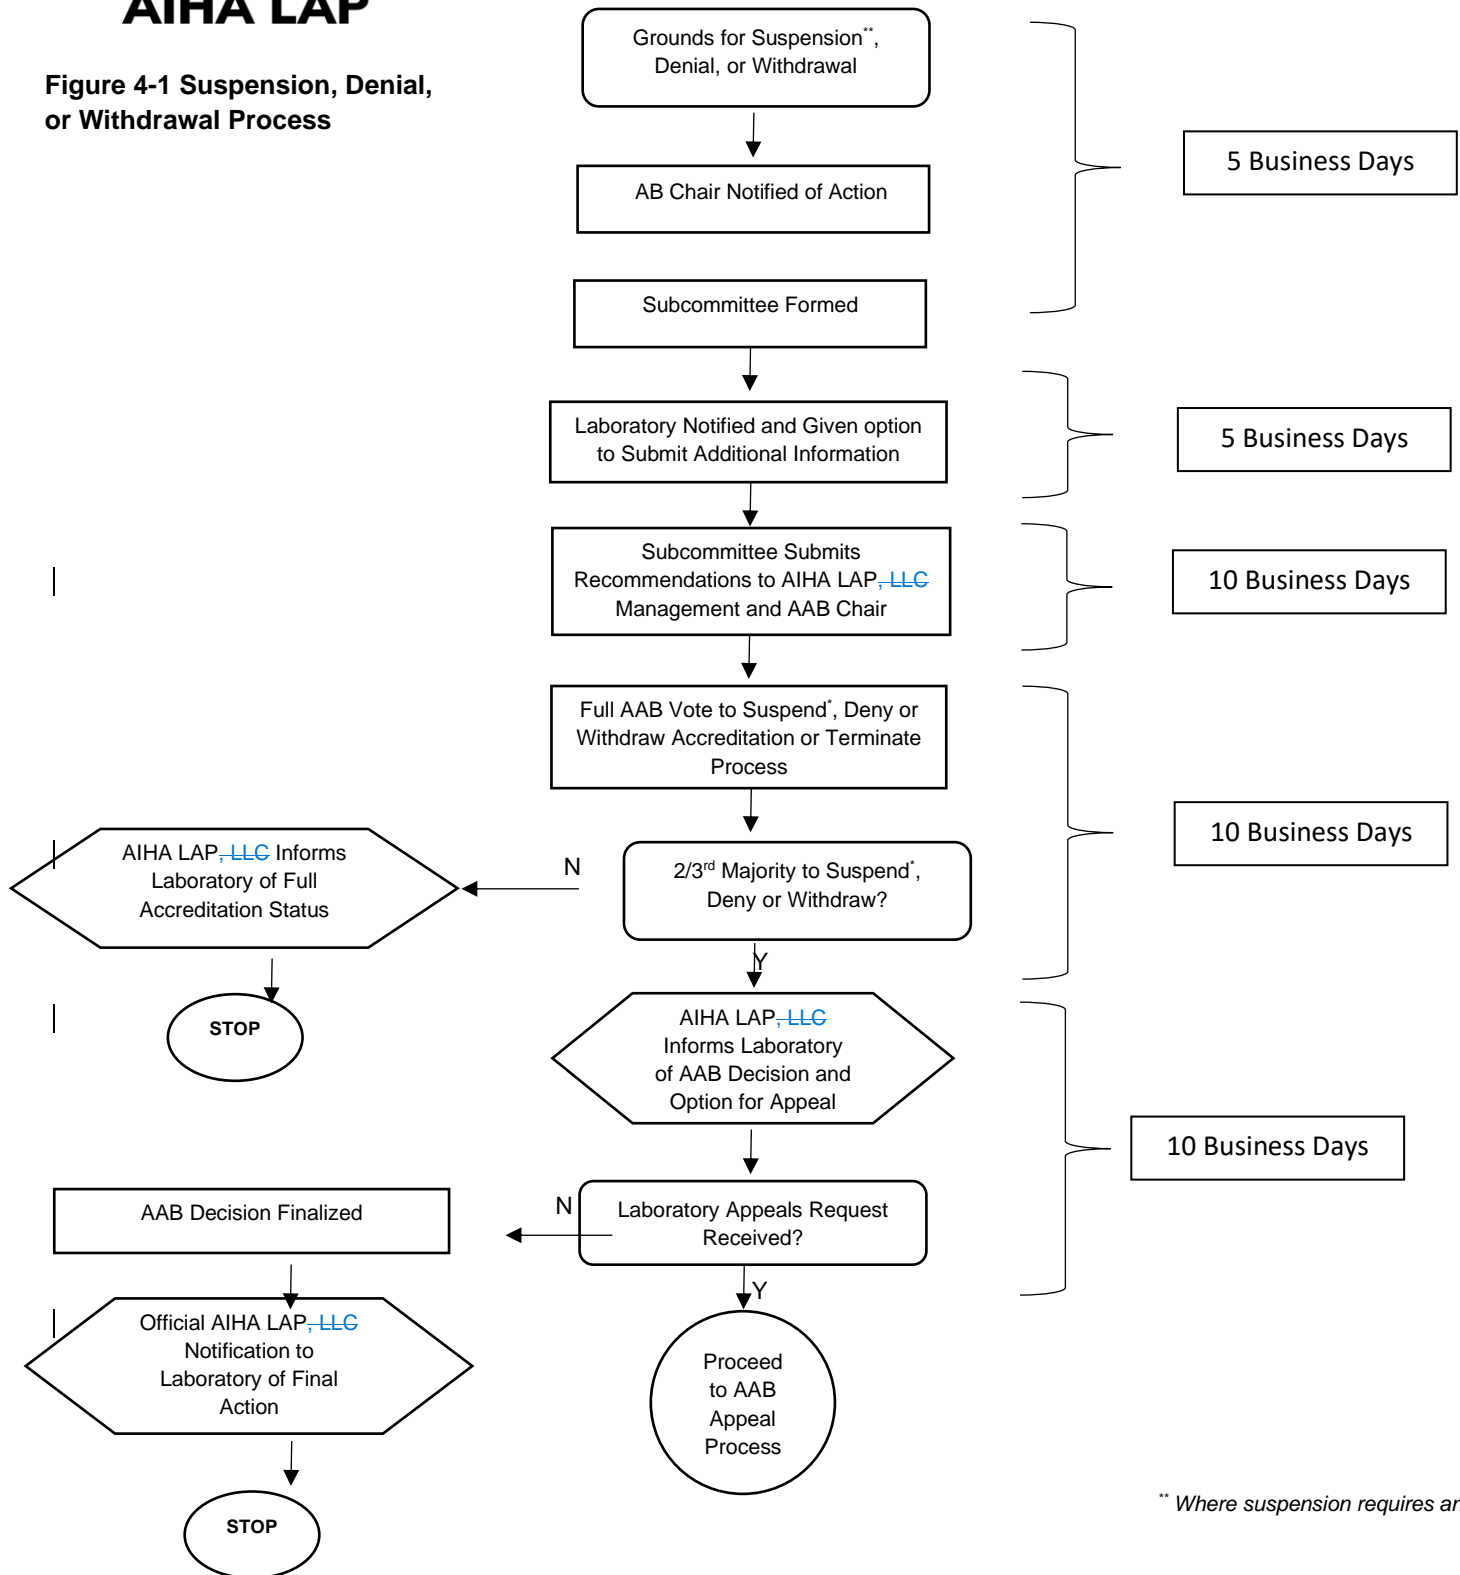 AIHA LAP
Figure 4-1 Suspension, Denial,
or Withdrawal Process
Grounds for Suspension**,
Denial, or Withdrawal
5 Business Days
AB Chair Notified of Action
Subcommittee Formed
Laboratory Notified and Given option
to Submit Additional Information
5 Business Days
Subcommittee Submits
Recommendations to AIHA LAP, LLC
Management and AAB Chair
10 Business Days
Full AAB Vote to Suspend*, Deny or
Withdraw Accreditation or Terminate
Process
10 Business Days
2/3rd Majority to Suspend*,
Deny or Withdraw?
N
AIHA LAP, LLC Informs
Laboratory of Full
Accreditation Status
STOP
Y
AIHA LAP, LLC
Informs Laboratory
of AAB Decision and
Option for Appeal
10 Business Days
Laboratory Appeals Request
Received?
N
AAB Decision Finalized
Official AIHA LAP, LLC
Notification to
Laboratory of Final
Action
STOP
Y
Proceed
to AAB
Appeal
Process
** Where suspension requires